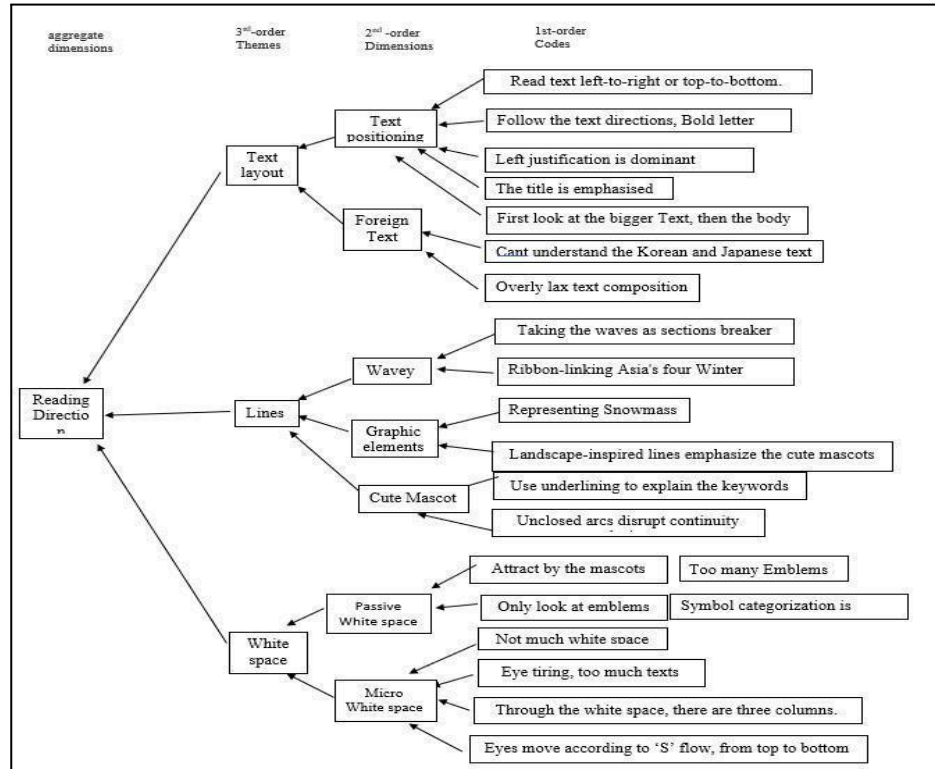 aggregate
dimensions
3rd-order
Themes
2nd -order
Dimensions
1st-order
Codes
Read text left-to-right or top-to-bottom.
Text
positioning
Follow the text directions, Bold letter
Text
layout
Left justification is dominant
The title is emphasised
Foreign
Text
First look at the bigger Text, then the body
Cant understand the Korean and Japanese text
Overly lax text composition
Taking the waves as sections breaker
Wavey
Ribbon-linking Asia's four Winter
Reading
Directio
n
Lines
Graphic
elements
Representing Snowmass
Landscape-inspired lines emphasize the cute mascots
Cute Mascot
Use underlining to explain the keywords
Unclosed arcs disrupt continuity
Attract by the mascots
Too many Emblems
Passive
White space
Only look at emblems
Symbol categorization is
White
space
Not much white space
Micro
White space
Eye tiring, too much texts
Through the white space, there are three columns.
Eyes move according to ‘S’ flow, from top to bottom